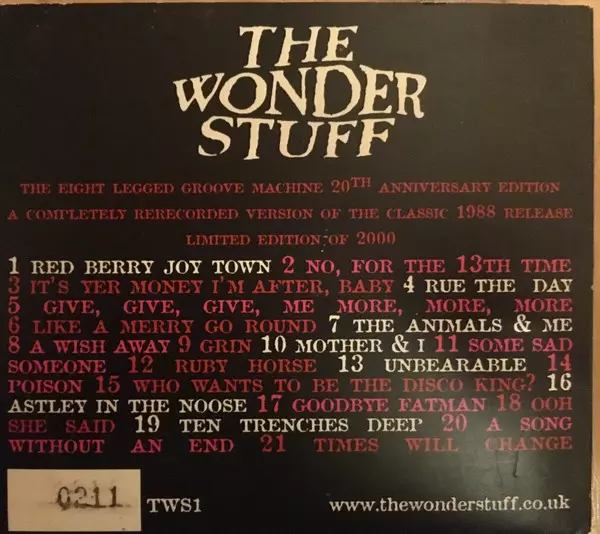 THE
WONDER
STUFF
THE EIGHT LEGGED GROOVE MACHINE 20TH ANNIVERSARY EDITION
A COMPLETELY RERECORDED VERSION OF THE CLASSIC 1988 RELEASE
LIMITED EDITION OF 2000
1 RED BERRY JOY TOWN 2 NO, FOR THE 13TH TIME
3 IT'S YER MONEY I'M AFTER, BABY 4 RUE THE DAY
5 GIVE, GIVE, GIVE, ME MORE, MORE, MORE
6 LIKE A MERRY GO ROUND 7 THE ANIMALS & ME
8 A WISH AWAY 9 GRIN 10 MOTHER & I 11 SOME SAD
SOMEONE 12 RUBY HORSE 13 UNBEARABLE 14
POISON 15 WHO WANTS TO BE THE DISCO KING? 16
ASTLEY IN THE NOOSE 17 GOODBYE FATMAN 18 OOH
SHE SAID 19 TEN TRENCHES DEEP 20 A SONG
WITHOUT AN END 21 TIMES WILL CHANGE
0211 TWS1 www.thewonderstuff.co.uk